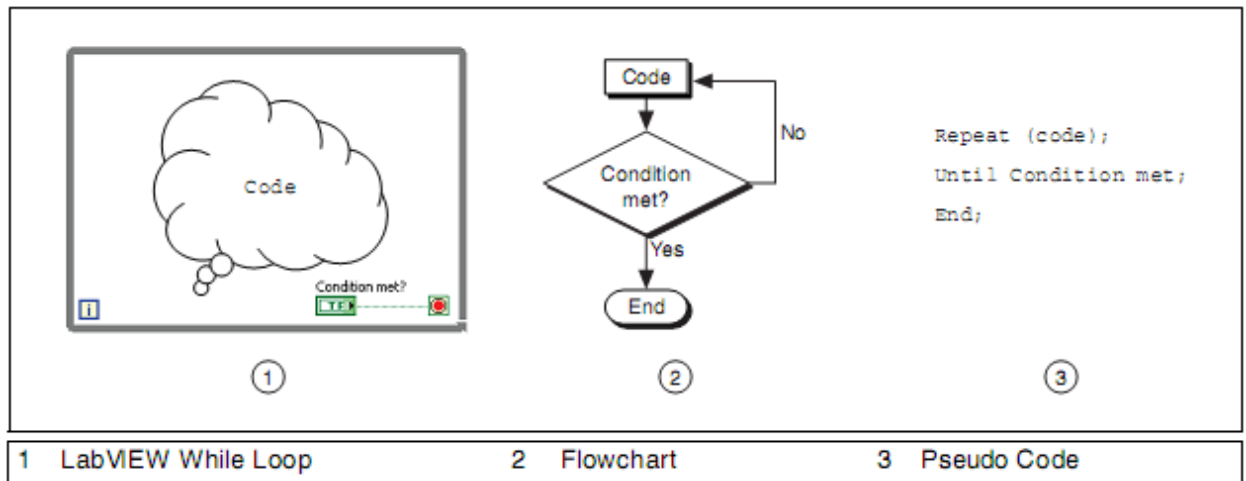 Code
Condition met?
TF
i
1
Code
No
Condition
met?
Yes
End
2
Repeat (code);
Until Condition met;
End;
3
1 LabVIEW While Loop
2 Flowchart
3 Pseudo Code